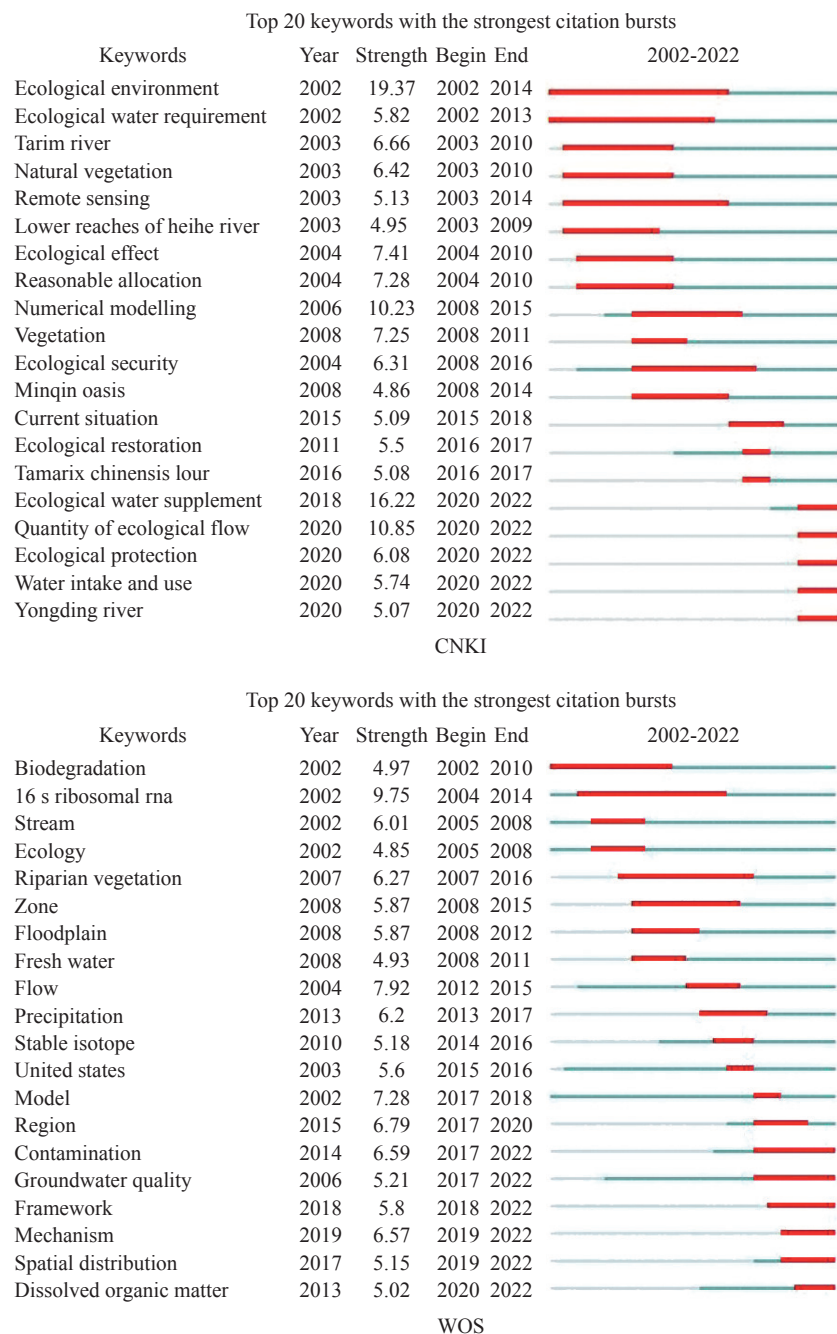 Top 20 keywords with the strongest citation bursts
Keywords Year Strength Begin End 2002-2022
Ecological environment 2002 19.37 2002 2014
Ecological water requirement 2002 5.82 2002 2013
Tarim river 2003 6.66 2003 2010
Natural vegetation 2003 6.42 2003 2010
Remote sensing 2003 5.13 2003 2014
Lower reaches of heihe river 2003 4.95 2003 2009
Ecological effect 2004 7.41 2004 2010
Reasonable allocation 2004 7.28 2004 2010
Numerical modelling 2006 10.23 2008 2015
Vegetation 2008 7.25 2008 2011
Ecological security 2004 6.31 2008 2016
Minqin oasis 2008 4.86 2008 2014
Current situation 2015 5.09 2015 2018
Ecological restoration 2011 5.5 2016 2017
Tamarix chinensis lour 2016 5.08 2016 2017
Ecological water supplement 2018 16.22 2020 2022
Quantity of ecological flow 2020 10.85 2020 2022
Ecological protection 2020 6.08 2020 2022
Water intake and use 2020 5.74 2020 2022
Yongding river 2020 5.07 2020 2022
CNKI
Top 20 keywords with the strongest citation bursts
Keywords Year Strength Begin End 2002-2022
Biodegradation 2002 4.97 2002 2010
16 s ribosomal rna 2002 9.75 2004 2014
Stream 2002 6.01 2005 2008
Ecology 2002 4.85 2005 2008
Riparian vegetation 2007 6.27 2007 2016
Zone 2008 5.87 2008 2015
Floodplain 2008 5.87 2008 2012
Fresh water 2008 4.93 2008 2011
Flow 2004 7.92 2012 2015
Precipitation 2013 6.2 2013 2017
Stable isotope 2010 5.18 2014 2016
United states 2003 5.6 2015 2016
Model 2002 7.28 2017 2018
Region 2015 6.79 2017 2020
Contamination 2014 6.59 2017 2022
Groundwater quality 2006 5.21 2017 2022
Framework 2018 5.8 2018 2022
Mechanism 2019 6.57 2019 2022
Spatial distribution 2017 5.15 2019 2022
Dissolved organic matter 2013 5.02 2020 2022
WOS